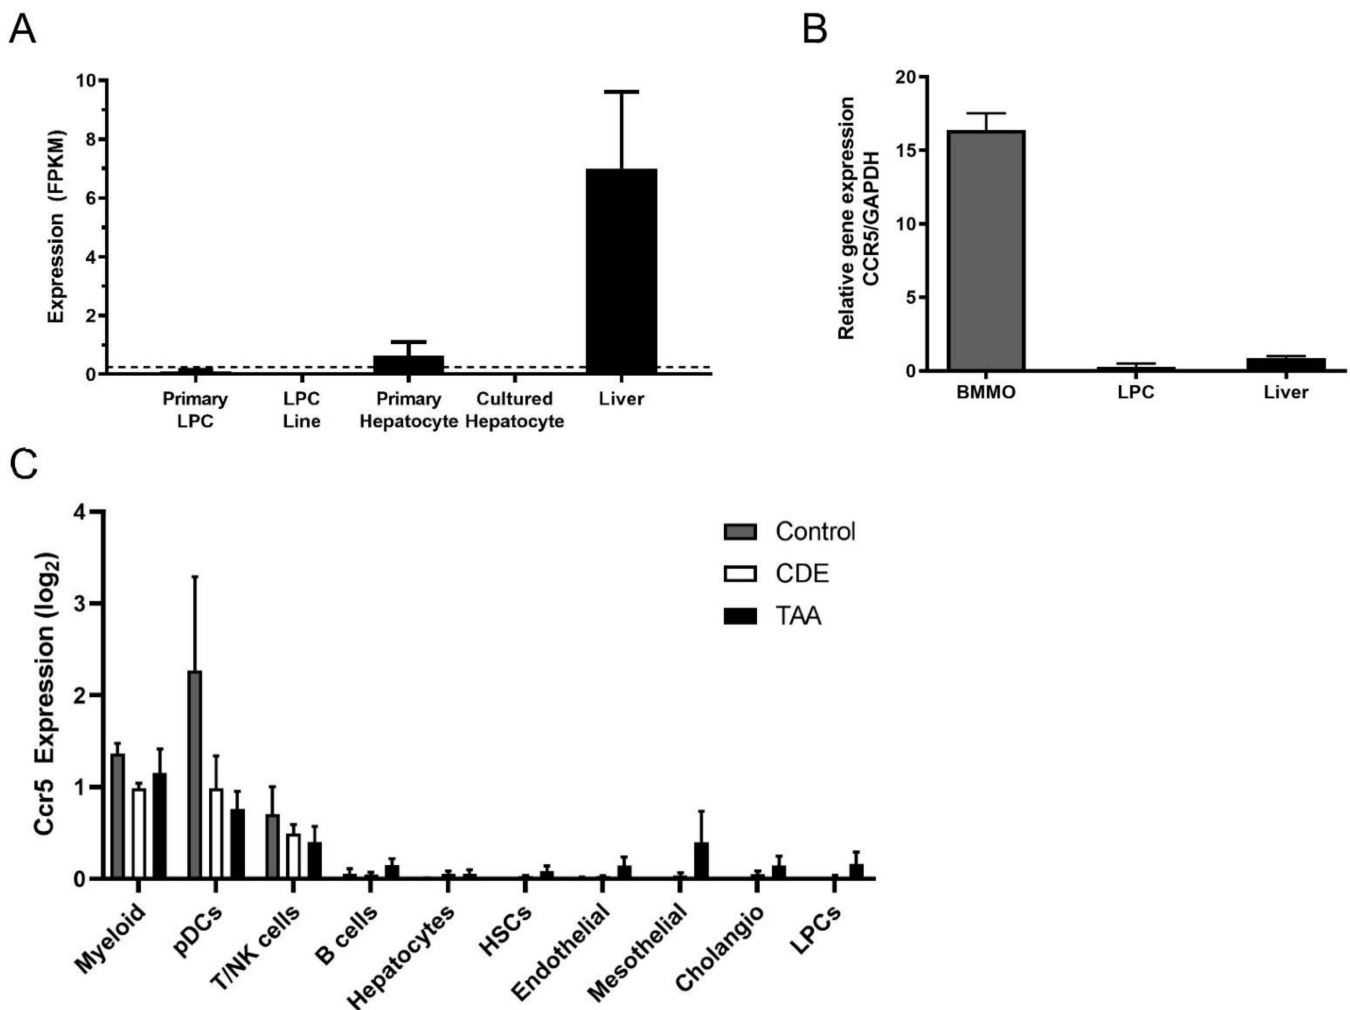 A
Expression (FPKM)
10
8
6
4
2
0
Primary LPC
LPC Line
Primary Hepatocyte
Cultured Hepatocyte
Liver
B
Relative gene expression
CCR5/GAPDH
20
15
10
5
0
BMMO
LPC
Liver
C
Ccr5 Expression (log₂)
4
3
2
1
0
Control
CDE
TAA
Myeloid
pDCs
T/NK cells
B cells
Hepatocytes
HSCs
Endothelial
Mesothelial
Cholangio
LPCs